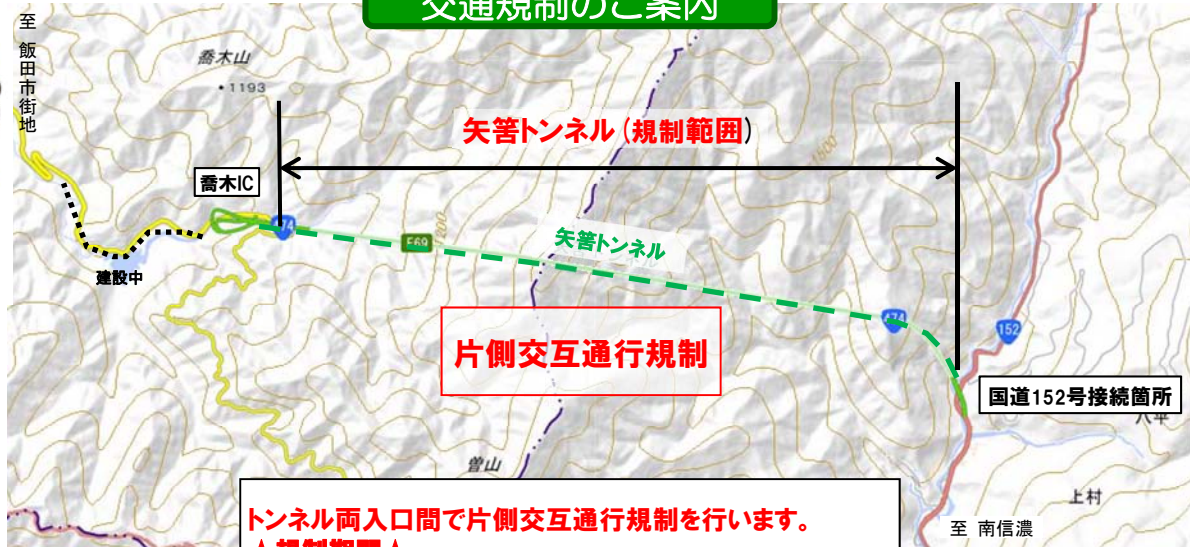 交通規制のご案内
至 飯田市街地
喬木山
・1193
矢筈トンネル(規制範囲)
1500
喬木IC
474
E69
1200
矢筈トンネル
建設中
474
152
片側交互通行規制
国道152号接続箇所
八平
曽山
上村
トンネル両入口間で片側交互通行規制を行います。
至 南信濃